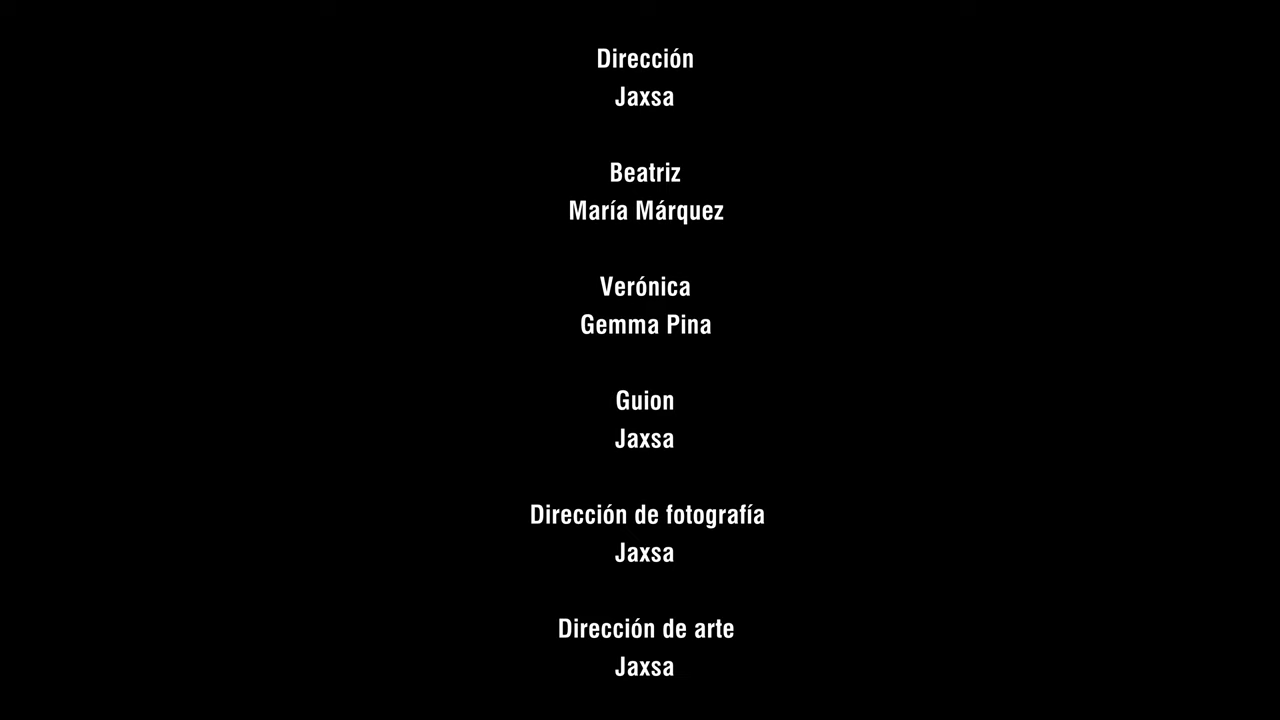 Dirección
Jaxsa
Beatriz
María Márquez
Verónica
Gemma Pina
Guion
Jaxsa
Dirección de fotografía
Jaxsa
Dirección de arte
Jaxsa